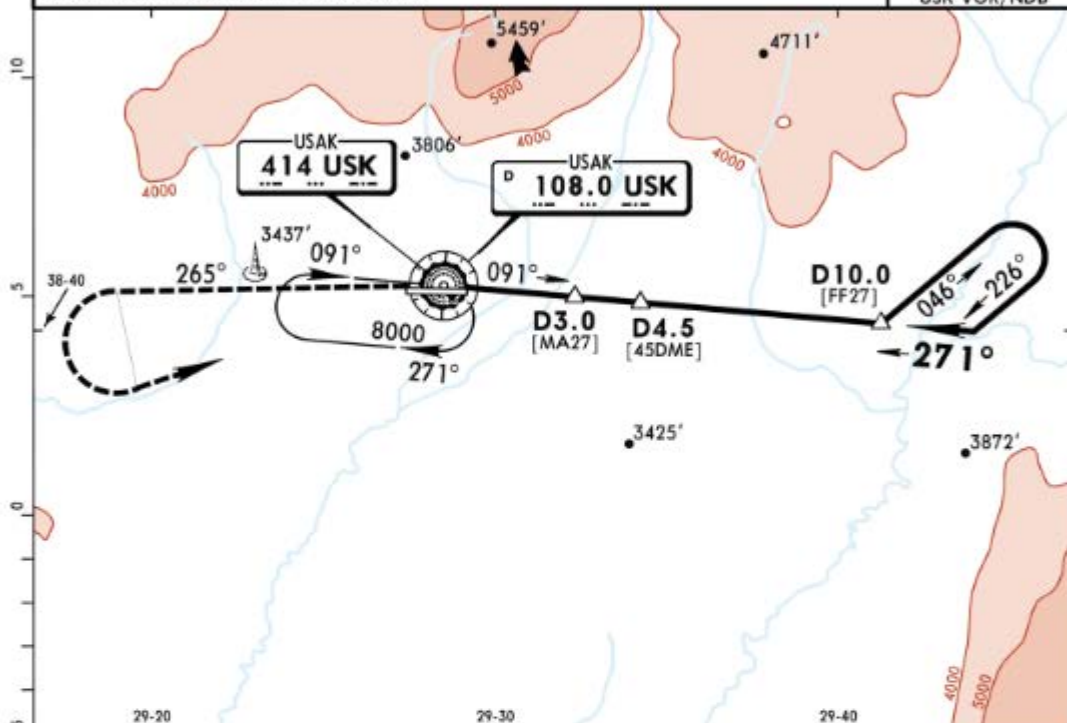 USK VOR/NDB
10
5459'
4711'
5000
3806'
4000
USAK
414 USK
USAK
D 108.0 USK
4000
4000
3437'
091°
091°
265°
D10.0
[FF27]
046°
226°
38-40
5
D3.0
[MA27]
D4.5
[45DME]
8000
271°
271°
3425'
3872'
0
4000
5000
29-20
29-30
29-40